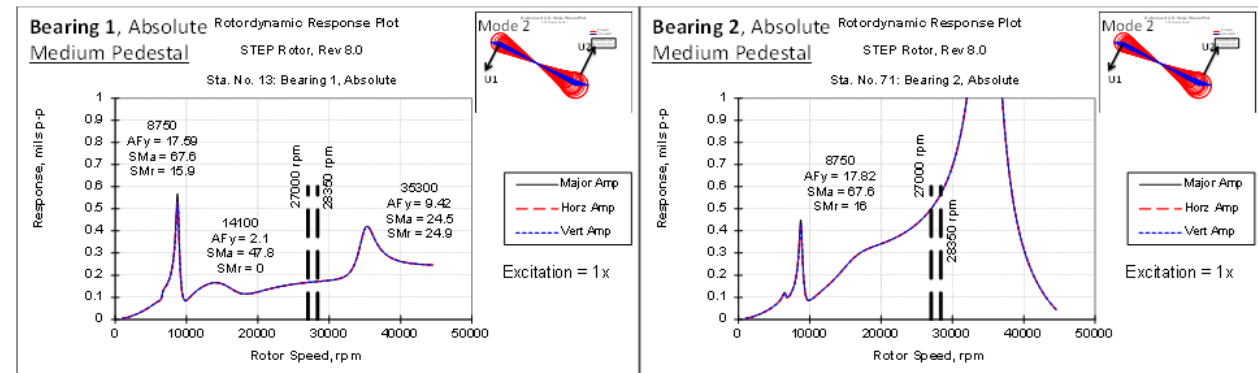 Bearing 1, Absolute
Medium Pedestal
Rotordynamic Response Plot
STEP Rotor, Rev 8.0
Sta. No. 13: Bearing 1, Absolute
Mode 2
U2
U1
Response, mils p-p
1
0.9
0.8
0.7
0.6
0.5
0.4
0.3
0.2
0.1
0
8750
AFy = 17.59
SMa = 67.6
SMr = 15.9
14100
AFy = 2.1
SMa = 47.8
SMr = 0
27000 rpm
28350 rpm
35300
AFy = 9.42
SMa = 24.5
SMr = 24.9
0 10000 20000 30000 40000 50000
Rotor Speed, rpm
Major Amp
Horz Amp
Vert Amp
Excitation = 1x
Bearing 2, Absolute
Medium Pedestal
Rotordynamic Response Plot
STEP Rotor, Rev 8.0
Sta. No. 71: Bearing 2, Absolute
Mode 2
U2
U1
Response, mils p-p
1
0.9
0.8
0.7
0.6
0.5
0.4
0.3
0.2
0.1
0
8750
AFy = 17.82
SMa = 67.6
SMr = 16
27000 rpm
28350 rpm
0 10000 20000 30000 40000 50000
Rotor Speed, rpm
Major Amp
Horz Amp
Vert Amp
Excitation = 1x